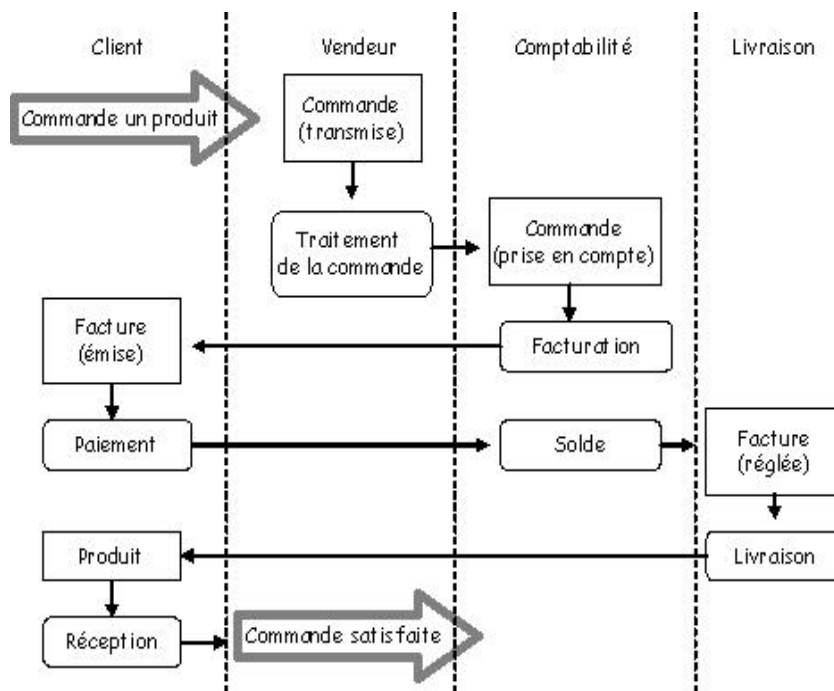 Client
Vendeur
Comptabilité
Livraison
Commande un produit
Commande
(transmise)
Traitement
de la commande
Commande
(prise en compte)
Facture
(émise)
Facturation
Paiement
Solde
Facture
(réglée)
Produit
Livraison
Réception
Commande satisfaite